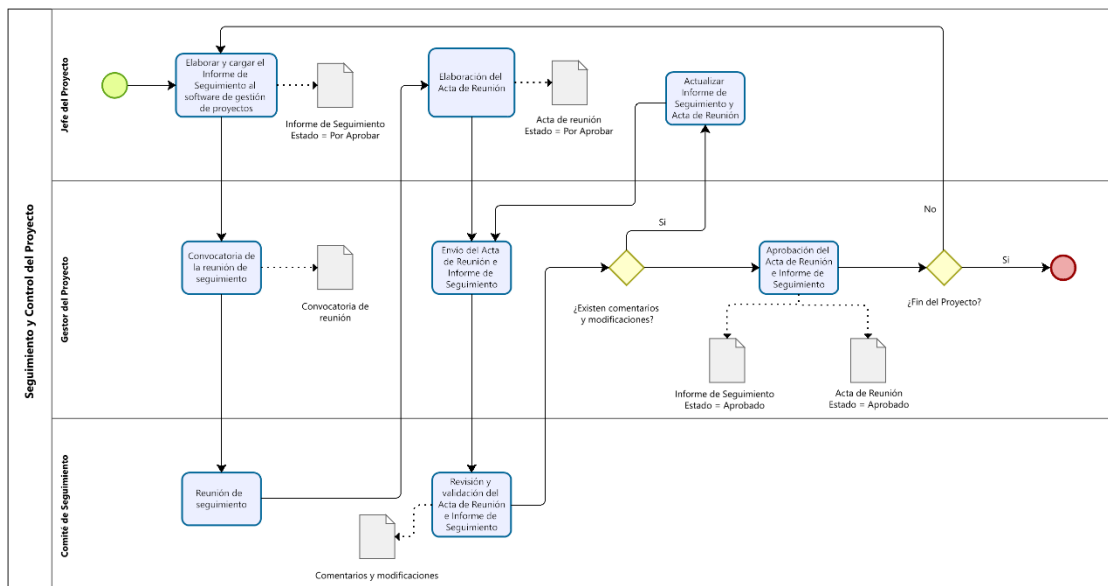 Seguimiento y Control del Proyecto
Jefe del Proyecto
Elaborar y cargar el
Informe de
Seguimiento al
software de gestión
de proyectos
Informe de Seguimiento
Estado = Por Aprobar
Elaboración del
Acta de Reunión
Acta de reunión
Estado = Por Aprobar
Actualizar
Informe de
Seguimiento y
Acta de Reunión
Gestor del Proyecto
Convocatoria de
la reunión de
seguimiento
Convocatoria de
reunión
Envío del Acta
de Reunión e
Informe de
Seguimiento
Si
¿Existen comentarios
y modificaciones?
Aprobación del
Acta de Reunión
e Informe de
Seguimiento
Informe de Seguimiento
Estado = Aprobado
Acta de Reunión
Estado = Aprobado
No
¿Fin del Proyecto?
Si
Comité de Seguimiento
Reunión de
seguimiento
Revisión y
validación del
Acta de Reunión
e Informe de
Seguimiento
Comentarios y modificaciones